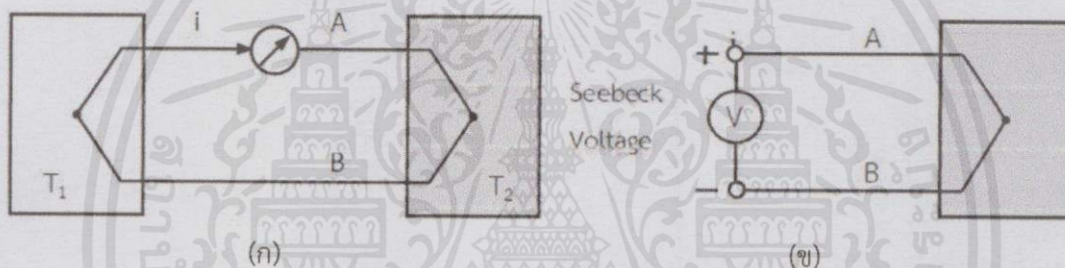 i A
T₁ B T₂
(ก)
Seebeck
Voltage
+ i A
V
− B
(ข)